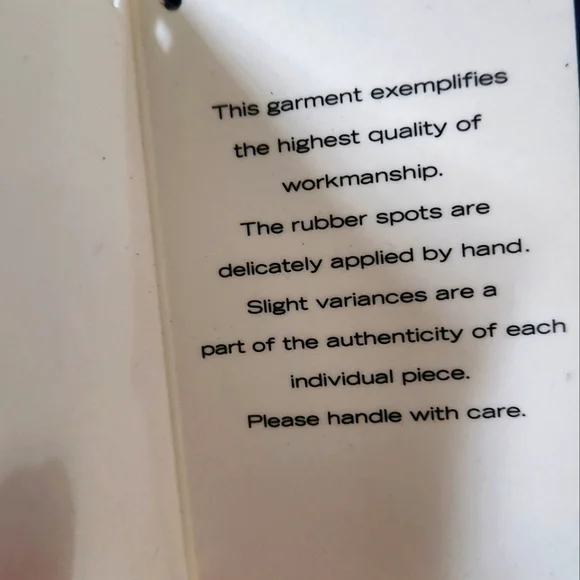 This garment exemplifies
the highest quality of
workmanship.
The rubber spots are
delicately applied by hand.
Slight variances are a
part of the authenticity of each
individual piece.
Please handle with care.